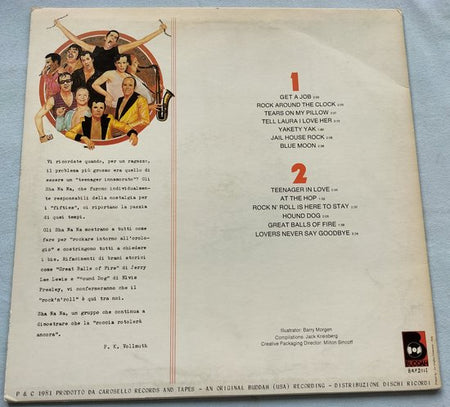 1
GET A JOB
ROCK AROUND THE CLOCK
TEARS ON MY PILLOW
TELL LAURA I LOVE HER
YAKETY YAK
JAIL HOUSE ROCK
BLUE MOON
2
TEENAGER IN LOVE
AT THE HOP
ROCK N' ROLL IS HERE TO STAY
HOUND DOG
GREAT BALLS OF FIRE
LOVERS NEVER SAY GOODBYE
Vi ricordate quando, per un ragazzo,
il problema più grosso era quello di
essere un "teenager innamorato"? Gli
Sha Na Na, che furono individualmen-
te responsabili della nostalgia per
i "fifties", ci riportano la pazzia
di quei tempi.
Gli Sha Na Na mostrano a tutti come
fare per "rockare intorno all'orolo-
gio" e costringono tutti a chiedere
i bis. Rifacimenti di brani storici
come "Great Balls of Fire" di Jerry
Lee Lewis e "Hound Dog" di Elvis
Presley, vi confermeranno che il
"rock'n'roll" è qui tra noi.
Sha Na Na, un gruppo che continua a
dimostrare che la "roccia rotolerà
ancora".
P. K. Vollmuth
Illustrator: Barry Morgen
Compilations: Jack Kreisberg
Creative Packaging Director: Milton Sincoff
P & C 1981 PRODOTTO DA CAROSELLO RECORDS AND TAPES - AN ORIGINAL BUDDAH (USA) RECORDING - DISTRIBUZIONE DISCHI RICORDI